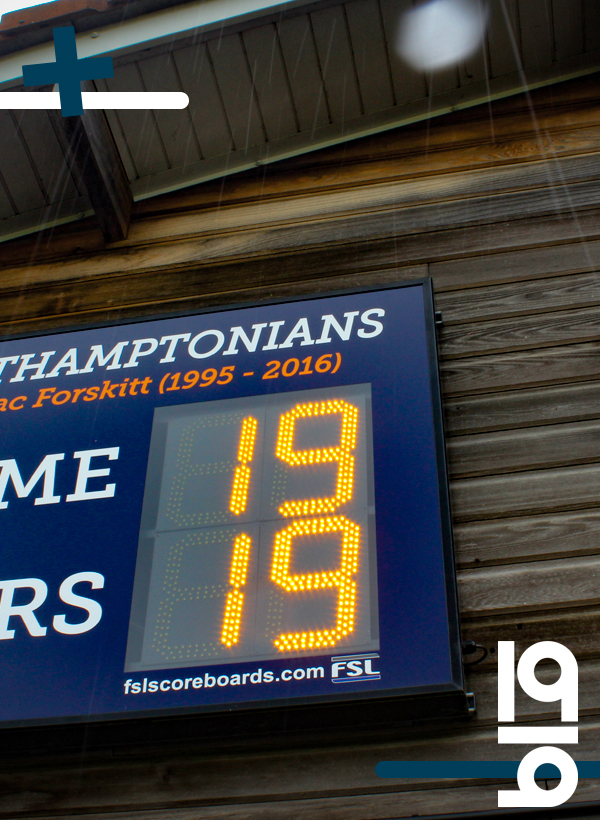 THAMPTONIANS
ac Forskitt (1995 - 2016)
ME 19
RS 19
fslscoreboards.com FSL